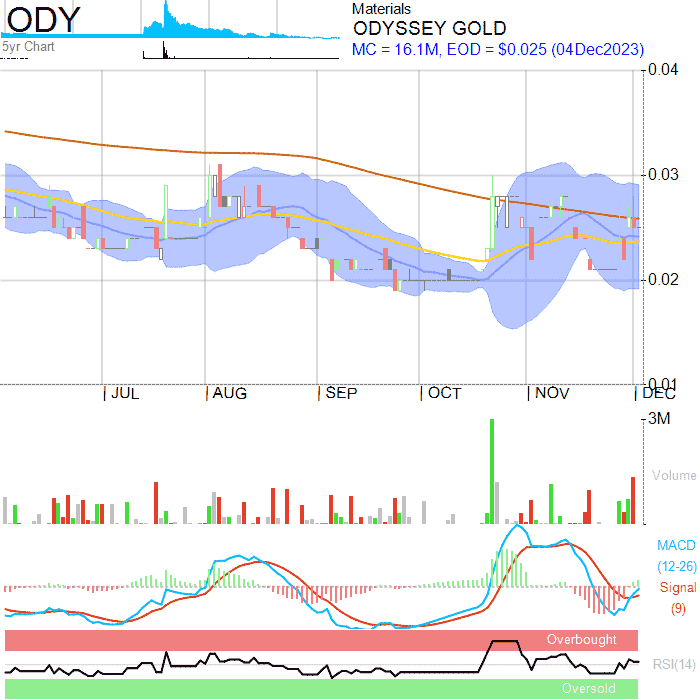 ODY
5yr Chart
Materials
ODYSSEY GOLD
MC = 16.1M, EOD = $0.025 (04Dec2023)
0.04
0.03
0.02
0.01
JUL AUG SEP OCT NOV DEC
3M
Volume
MACD
(12-26)
Signal
(9)
Overbought
RSI(14)
Oversold